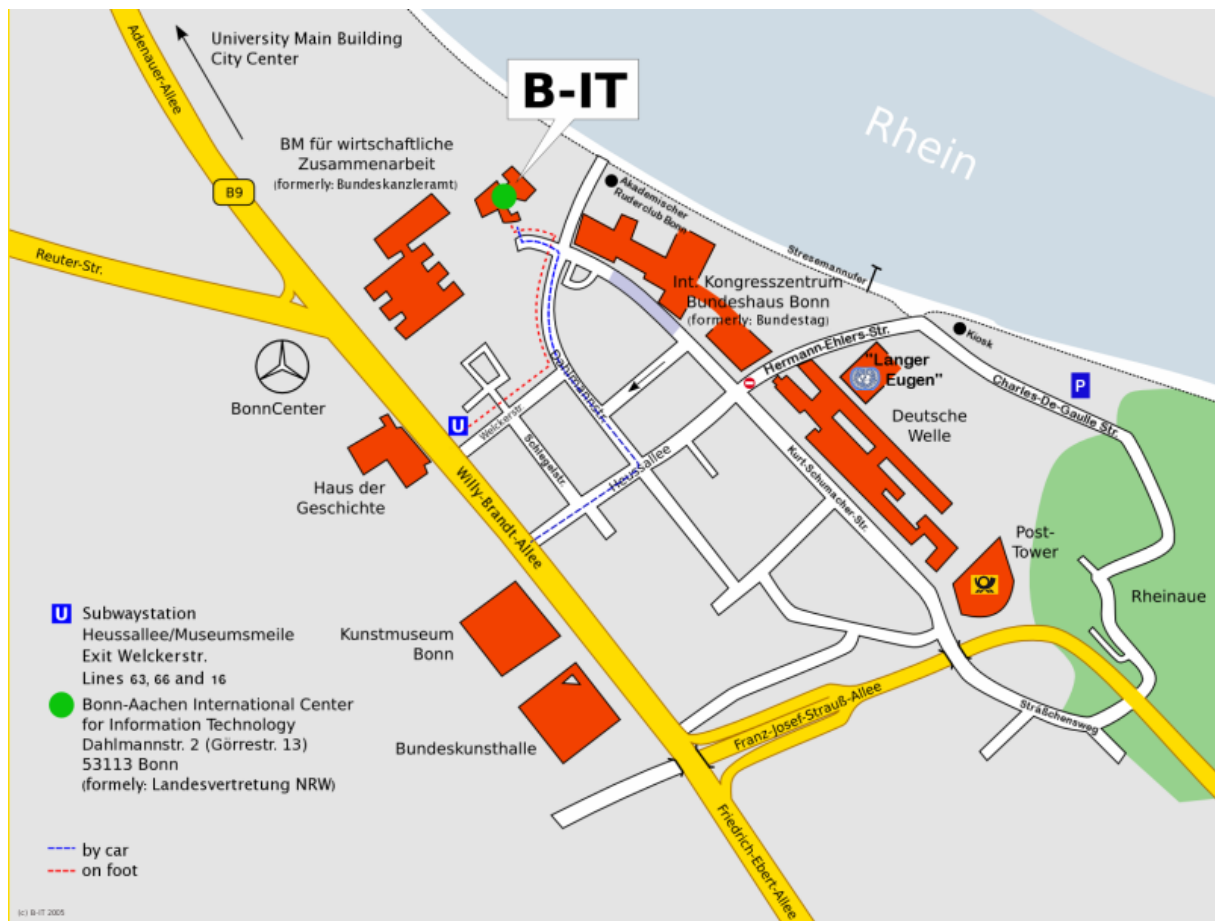 University Main Building
City Center
Adenauer-Allee
B-IT
Rhein
BM für wirtschaftliche
Zusammenarbeit
(formerly: Bundeskanzleramt)
B9
Akademischer
Ruderclub Bonn
Reuter-Str.
Stresemannufer
Int. Kongresszentrum
Bundeshaus Bonn
(formerly: Bundestag)
Hermann-Ehlers-Str.
Kiosk
"Langer
Eugen"
Charles-De-Gaulle Str.
P
BonnCenter
Dahlmannstr.
Deutsche
Welle
U
Welckerstr.
Schlegelstr.
Heussallee
Kurt-Schumacher-Str.
Haus der
Geschichte
Willy-Brandt-Allee
Post-
Tower
Rheinaue
U Subwaystation
Heussallee/Museumsmeile
Exit Welckerstr.
Lines 63, 66 and 16
Kunstmuseum
Bonn
Bonn-Aachen International Center
for Information Technology
Dahlmannstr. 2 (Görrestr. 13)
53113 Bonn
(formely: Landesvertretung NRW)
Bundeskunsthalle
Franz-Josef-Strauß-Allee
Sträßchensweg
Friedrich-Ebert-Allee
by car
on foot
(c) B-IT 2005